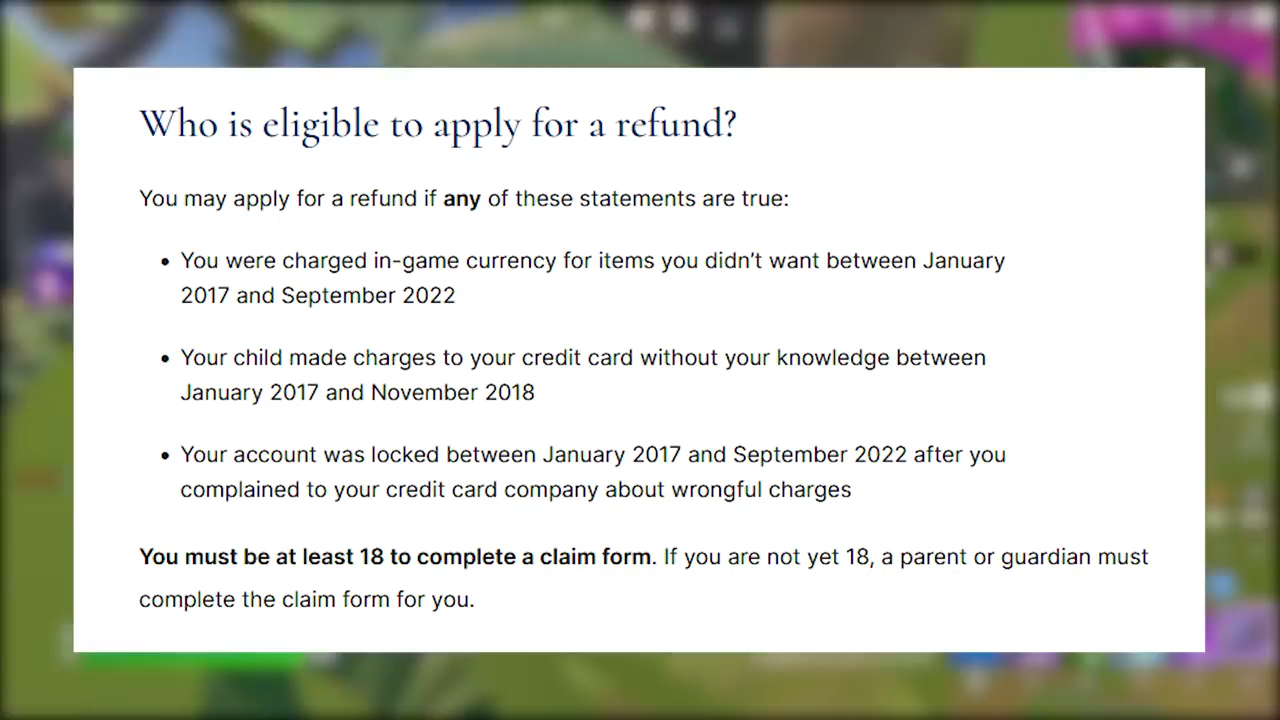 Who is eligible to apply for a refund?
You may apply for a refund if any of these statements are true:
• You were charged in-game currency for items you didn’t want between January
2017 and September 2022
• Your child made charges to your credit card without your knowledge between
January 2017 and November 2018
• Your account was locked between January 2017 and September 2022 after you
complained to your credit card company about wrongful charges
You must be at least 18 to complete a claim form. If you are not yet 18, a parent or guardian must
complete the claim form for you.